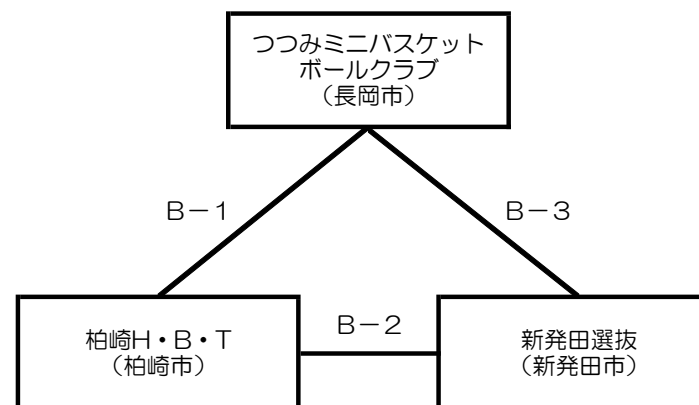 つつみミニバスケット
ボールクラブ
（長岡市）
B－1
B－3
B－2
柏崎H・B・T
（柏崎市）
新発田選抜
（新発田市）